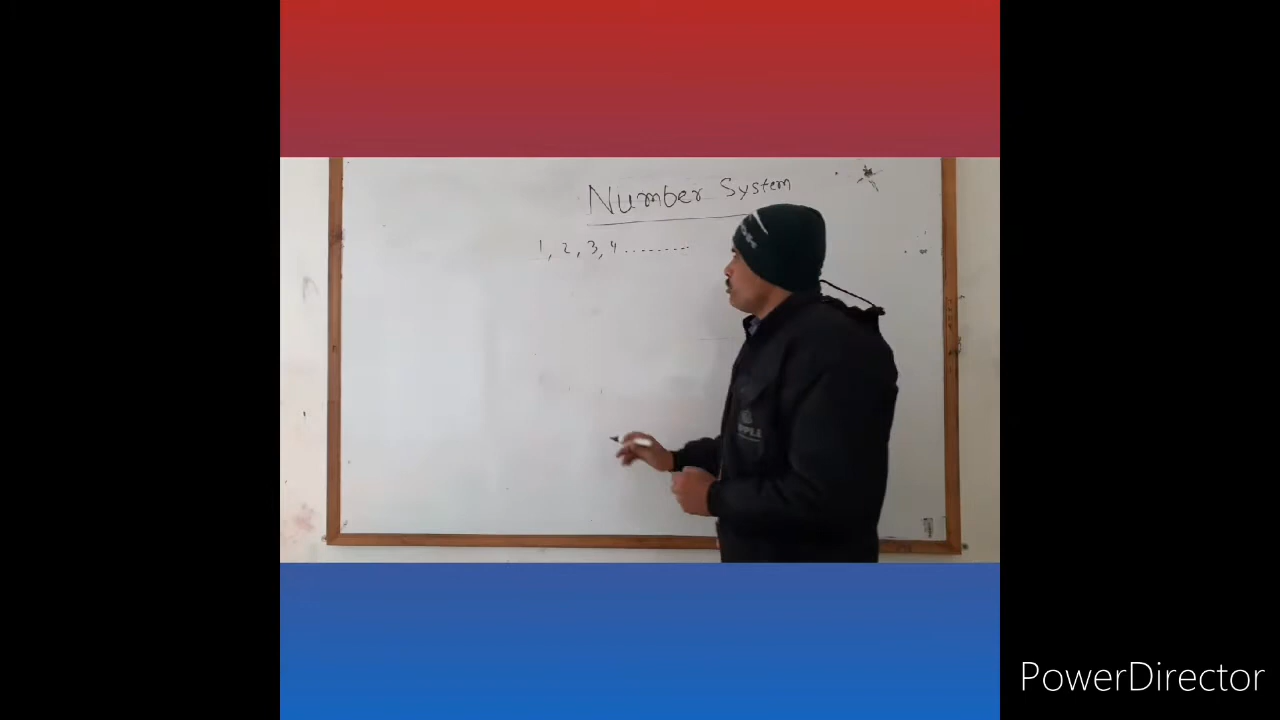 Number System
1, 2, 3, 4 ........
PowerDirector